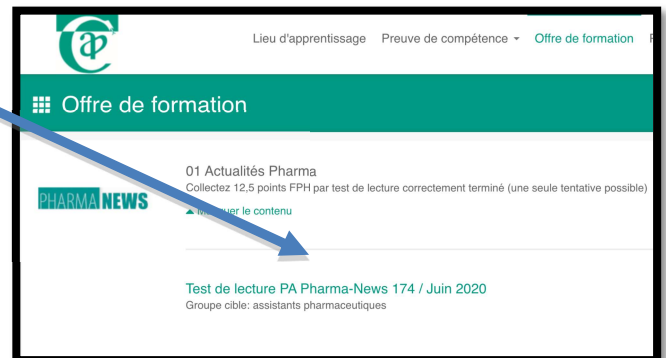 Lieu d'apprentissage Preuve de compétence Offre de formation
Offre de formation
PHARMA NEWS
01 Actualités Pharma
Collectez 12,5 points FPH par test de lecture correctement terminé (une seule tentative possible)
le contenu
Test de lecture PA Pharma-News 174 / Juin 2020
Groupe cible: assistants pharmaceutiques